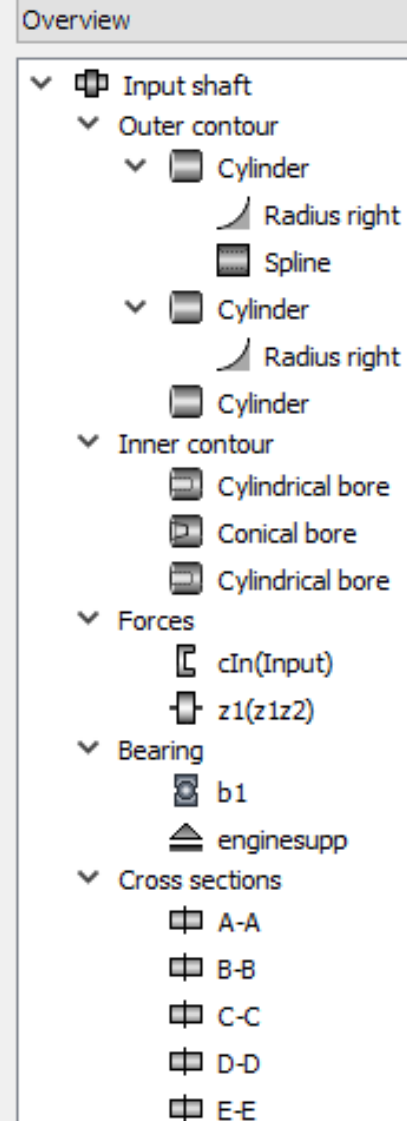 Overview
Input shaft
Outer contour
Cylinder
Radius right
Spline
Cylinder
Radius right
Cylinder
Inner contour
Cylindrical bore
Conical bore
Cylindrical bore
Forces
cIn(Input)
z1(z1z2)
Bearing
b1
enginesupp
Cross sections
A-A
B-B
C-C
D-D
E-E